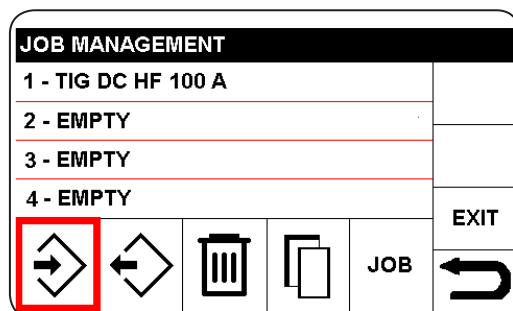 JOB MANAGEMENT
1 - TIG DC HF 100 A
2 - EMPTY
3 - EMPTY
4 - EMPTY
EXIT
JOB